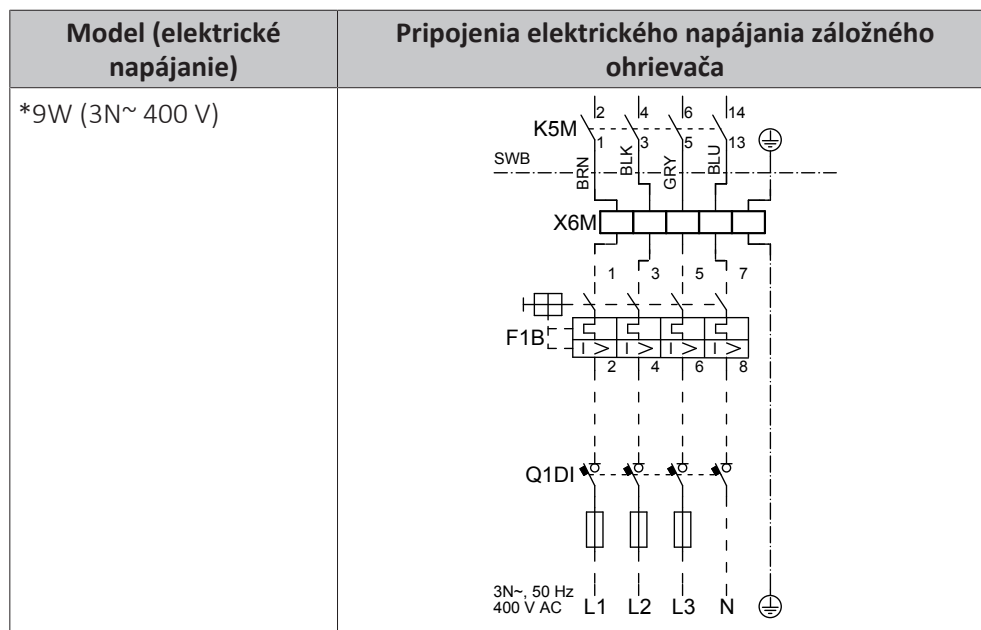 Model (elektrické napájanie)
Pripojenia elektrického napájania záložného ohrievača
*9W (3N~ 400 V)
2 4 6 14
K5M
1 3 5 13
SWB
BRN BLK GRY BLU
X6M
1 3 5 7
F1B
I > I > I > I >
2 4 6 8
Q1DI
3N~, 50 Hz
400 V AC
L1 L2 L3 N